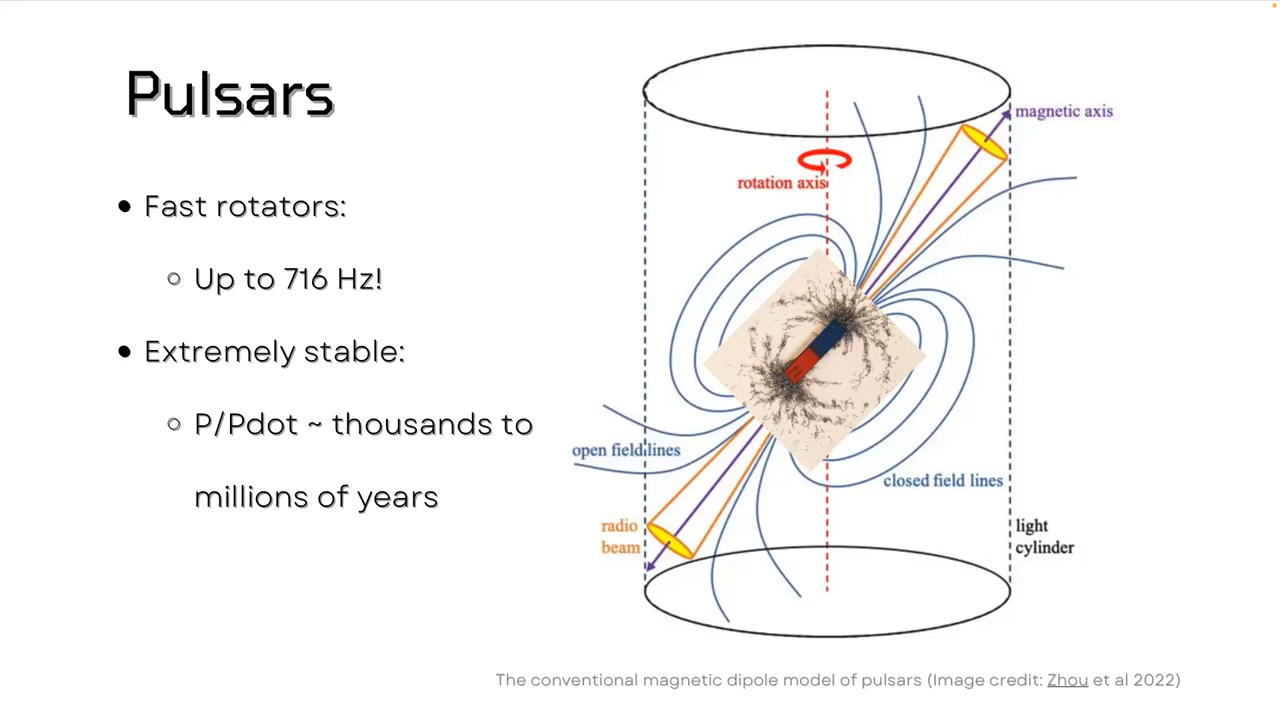 Pulsars
Fast rotators:
Up to 716 Hz!
Extremely stable:
P/Pdot ~ thousands to
millions of years
magnetic axis
rotation axis
open field lines
closed field lines
radio
beam
light
cylinder
The conventional magnetic dipole model of pulsars (Image credit: Zhou et al 2022)